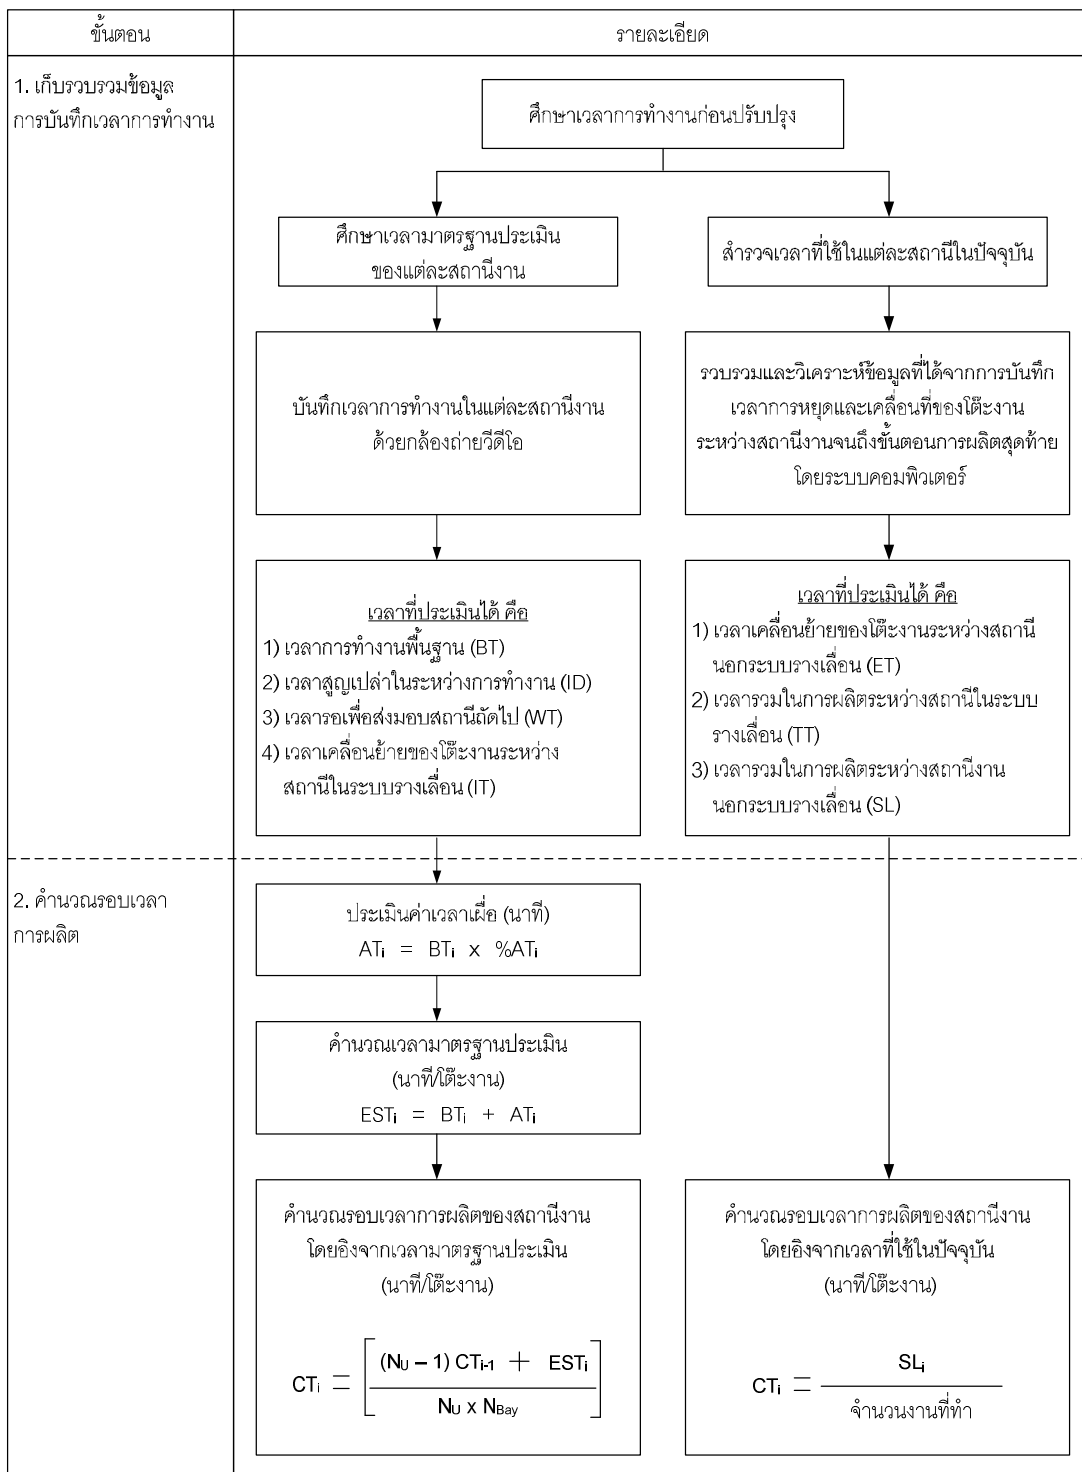 ขั้นตอน
รายละเอียด
1. เก็บรวบรวมข้อมูล
การบันทึกเวลาการทำงาน
ศึกษาเวลาการทำงานก่อนปรับปรุง
ศึกษาเวลามาตรฐานประเมิน
ของแต่ละสถานีงาน
สำรวจเวลาที่ใช้ในแต่ละสถานีในปัจจุบัน
บันทึกเวลาการทำงานในแต่ละสถานีงาน
ด้วยกล้องถ่ายวีดีโอ
รวบรวมและวิเคราะห์ข้อมูลที่ได้จากการบันทึก
เวลาการหยุดและเคลื่อนที่ของโต๊ะงาน
ระหว่างสถานีงานจนถึงขั้นตอนการผลิตสุดท้าย
โดยระบบคอมพิวเตอร์
เวลาที่ประเมินได้ คือ
1) เวลาการทำงานพื้นฐาน (BT)
2) เวลาสูญเปล่าในระหว่างการทำงาน (ID)
3) เวลารอเพื่อส่งมอบสถานีถัดไป (WT)
4) เวลาเคลื่อนย้ายของโต๊ะงานระหว่าง
สถานีในระบบรางเลื่อน (IT)
เวลาที่ประเมินได้ คือ
1) เวลาเคลื่อนย้ายของโต๊ะงานระหว่างสถานี
นอกระบบรางเลื่อน (ET)
2) เวลารวมในการผลิตระหว่างสถานีในระบบ
รางเลื่อน (TT)
3) เวลารวมในการผลิตระหว่างสถานีงาน
นอกระบบรางเลื่อน (SL)
2. คำนวณรอบเวลา
การผลิต
ประเมินค่าเวลาเผื่อ (นาที)
ATi = BTi x %ATi
คำนวณเวลามาตรฐานประเมิน
(นาที/โต๊ะงาน)
ESTi = BTi + ATi
คำนวณรอบเวลาการผลิตของสถานีงาน
โดยอิงจากเวลามาตรฐานประเมิน
(นาที/โต๊ะงาน)
CTi = [(NU – 1) CTi-1 + ESTi
NU x NBay]
คำนวณรอบเวลาการผลิตของสถานีงาน
โดยอิงจากเวลาที่ใช้ในปัจจุบัน
(นาที/โต๊ะงาน)
CTi = SLi
จำนวนงานที่ทำ